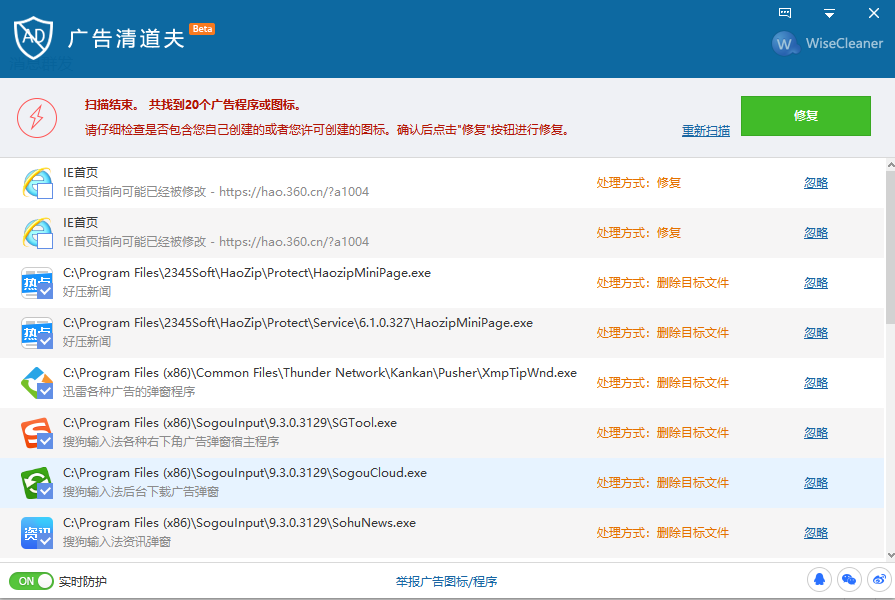 AD 广告清道夫 Beta
W WiseCleaner
扫描结束。 共找到20个广告程序或图标。
请仔细检查是否包含您自己创建的或者您许可创建的图标。确认后点击"修复"按钮进行修复。
重新扫描
修复
IE首页
IE首页指向可能已经被修改 - https://hao.360.cn/?a1004
处理方式：修复
忽略
IE首页
IE首页指向可能已经被修改 - https://hao.360.cn/?a1004
处理方式：修复
忽略
热点
C:\Program Files\2345Soft\HaoZip\Protect\HaozipMiniPage.exe
好压新闻
处理方式：删除目标文件
忽略
热点
C:\Program Files\2345Soft\HaoZip\Protect\Service\6.1.0.327\HaozipMiniPage.exe
好压新闻
处理方式：删除目标文件
忽略
C:\Program Files (x86)\Common Files\Thunder Network\Kankan\Pusher\XmpTipWnd.exe
迅雷各种广告的弹窗程序
处理方式：删除目标文件
忽略
C:\Program Files (x86)\SogouInput\9.3.0.3129\SGTool.exe
搜狗输入法各种右下角广告弹窗宿主程序
处理方式：删除目标文件
忽略
C:\Program Files (x86)\SogouInput\9.3.0.3129\SogouCloud.exe
搜狗输入法后台下载广告弹窗
处理方式：删除目标文件
忽略
资讯
C:\Program Files (x86)\SogouInput\9.3.0.3129\SohuNews.exe
搜狗输入法资讯弹窗
处理方式：删除目标文件
忽略
ON 实时防护
举报广告图标/程序